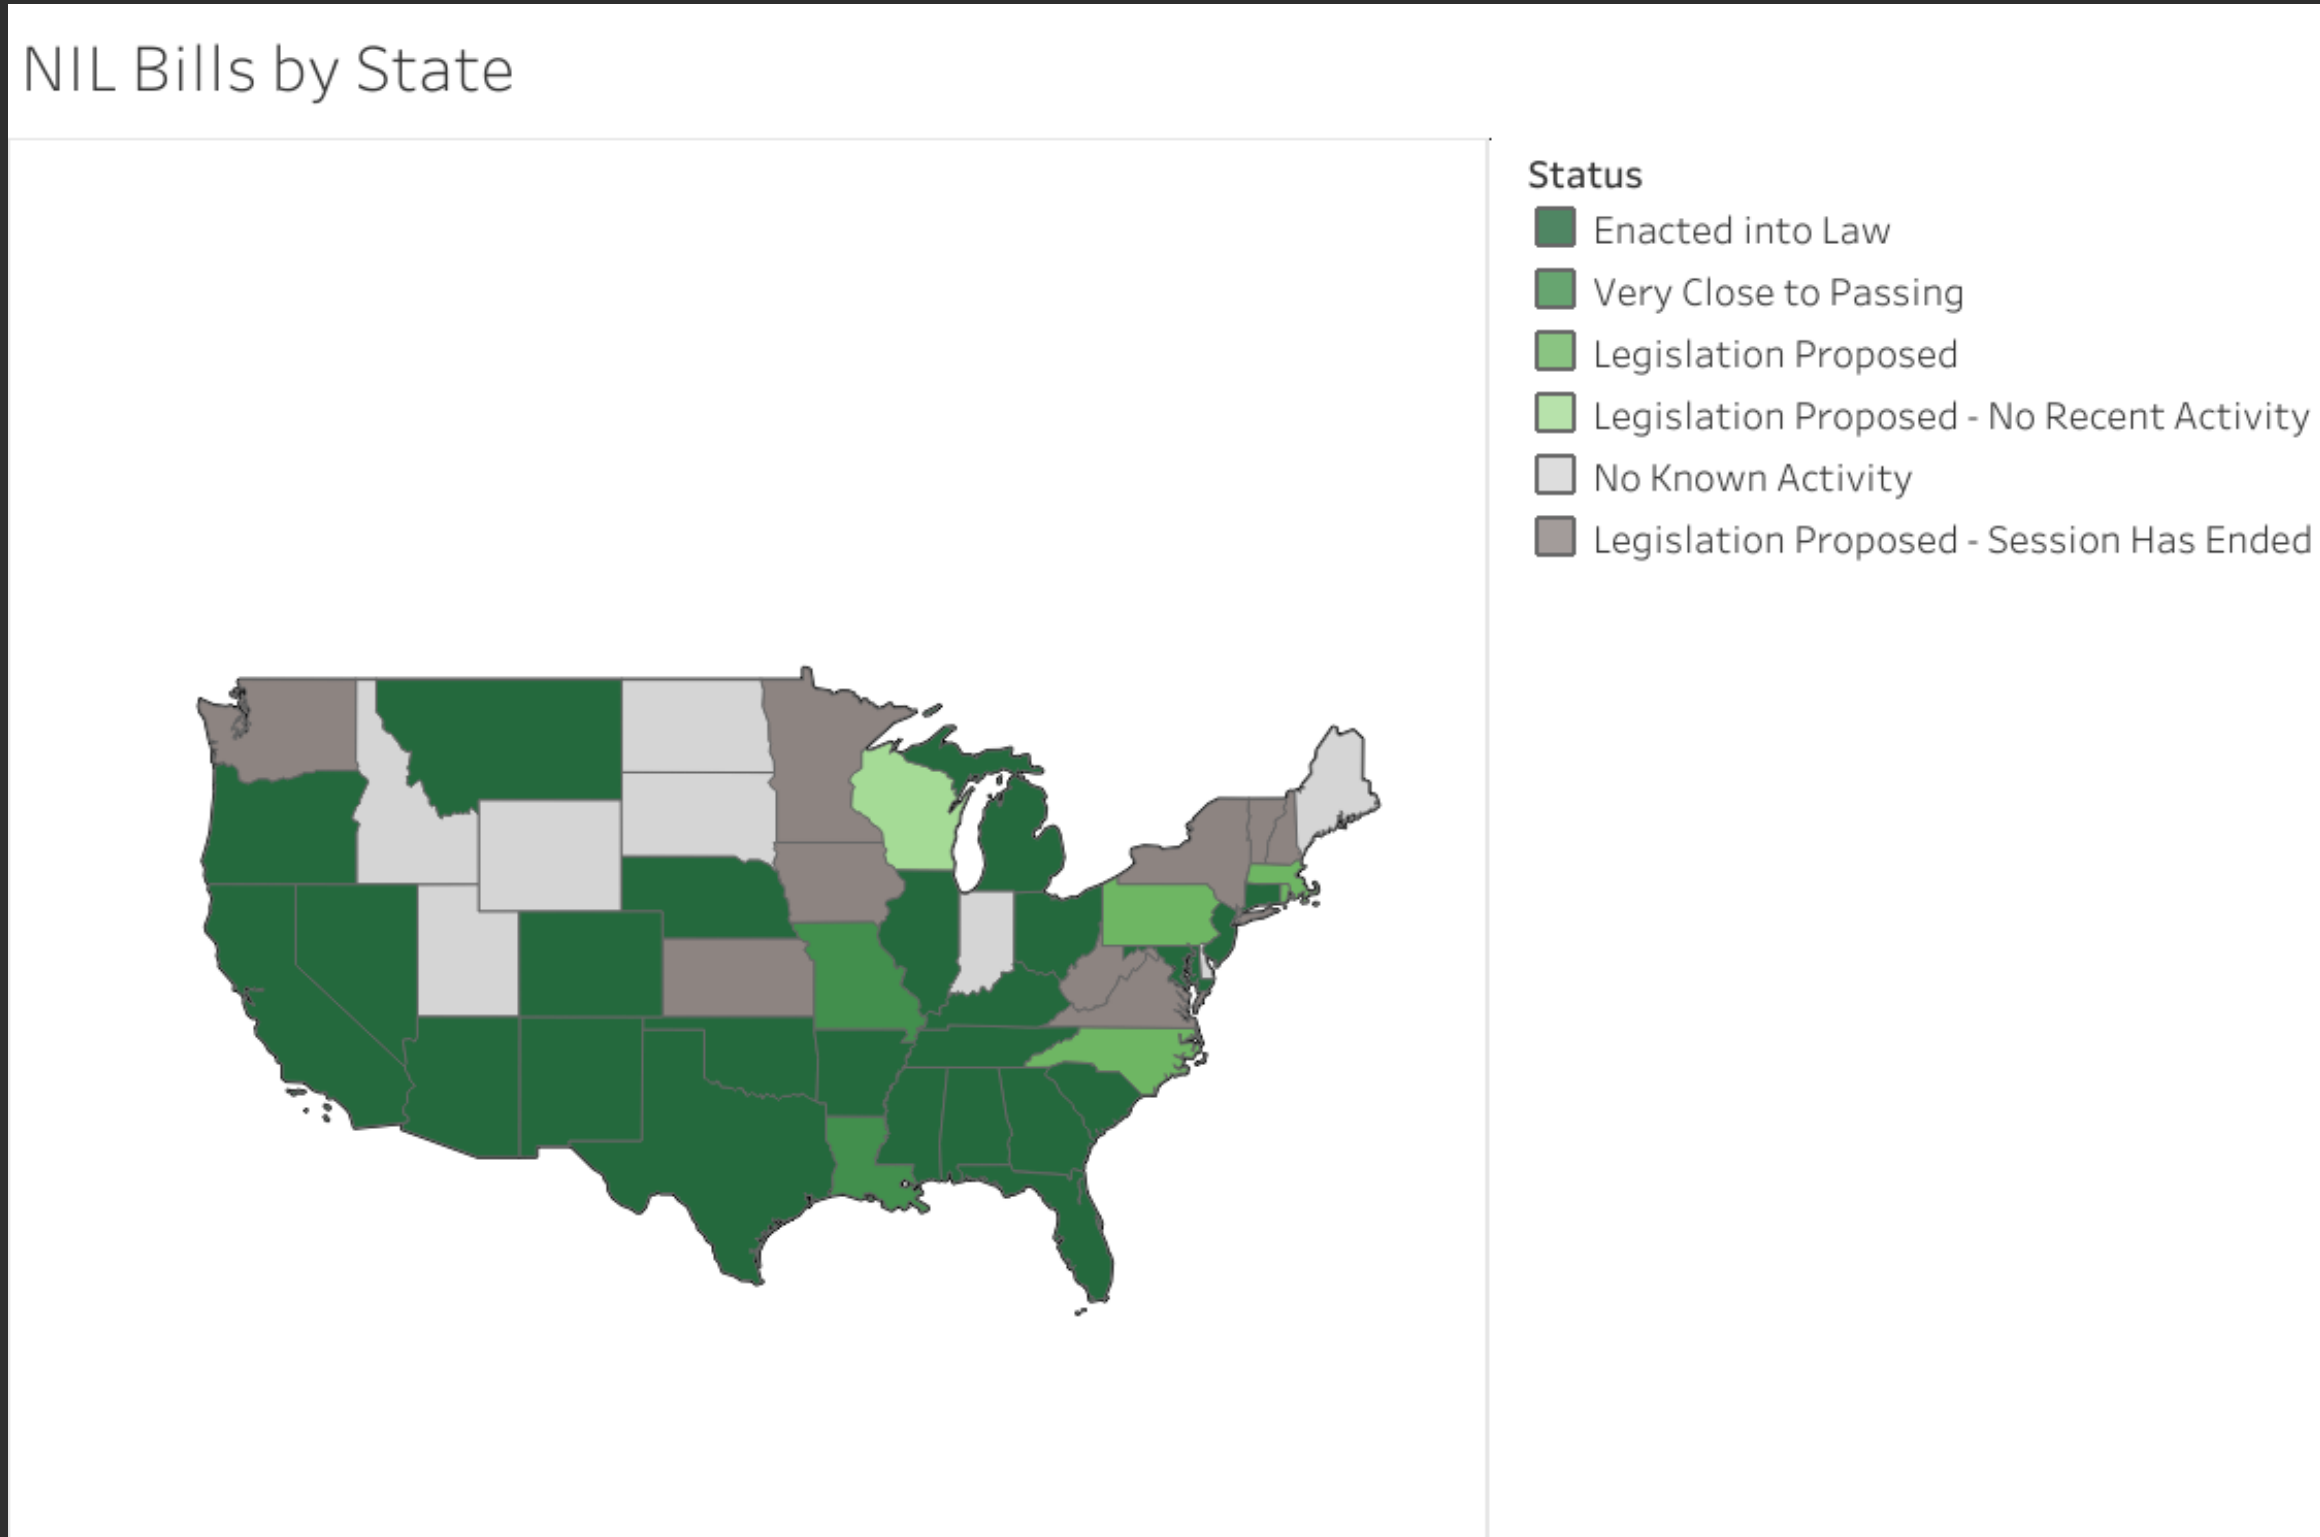 NIL Bills by State
Status
Enacted into Law
Very Close to Passing
Legislation Proposed
Legislation Proposed - No Recent Activity
No Known Activity
Legislation Proposed - Session Has Ended